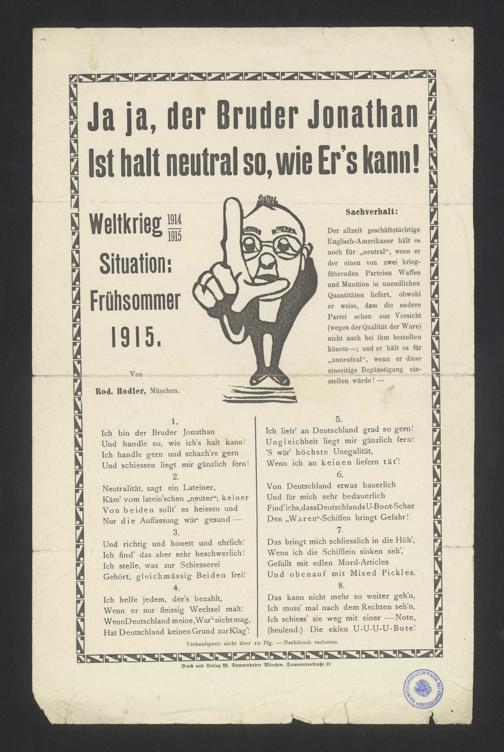 Ja ja, der Bruder Jonathan
Ist halt neutral so, wie Er's kann!
Weltkrieg 1914
1915
Situation:
Frühsommer
1915.
Von
Rod. Hodler, München.
Sachverhalt:
Der allzeit geschäftstüchtige
Englisch-Amerikaner hält es
noch für „neutral“, wenn er
der einen von zwei krieg-
führenden Parteien Waffen
und Munition in unendlichen
Quantitäten liefert, obwohl
er weiss, dass die andere
Partei schon aus Vorsicht
(wegen der Qualität der Ware)
nicht auch bei ihm bestellen
könnte—; und er hält es für
„unneutral“, wenn er diese
einseitige Begünstigung ein-
stellen würde! —
1.
Ich bin der Bruder Jonathan
Und handle so, wie ich's halt kann!
Ich handle gern und schach're gern
Und schiessen liegt mir gänzlich fern!
2.
Neutralität, sagt ein Lateiner,
Käm' vom latein'schen „neuter“; keiner
Von beiden sollt' es heissen und
Nur die Auffassung wär' gesund —
3.
Und richtig und honett und ehrlich!
Ich find' das aber sehr beschwerlich!
Ich stelle, was zur Schiesserei
Gehört, gleichmässig Beiden frei!
4.
Ich helfe jedem, der's bezahlt,
Wenn er nur fleissig Wechsel malt!
Wenn Deutschland meine „War'“ nicht mag,
Hat Deutschland keinen Grund zur Klag'!
5.
Ich liefr' an Deutschland grad so gern!
Ungleichheit liegt mir gänzlich fern!
'S wär' höchste Unegalität,
Wenn ich an keinen liefern tät'!
6.
Von Deutschland etwas bauerlich
Und für mich sehr bedauerlich
Find' ichs, dass Deutschlands U-Boot-Schar
Den „Waren“-Schiffen bringt Gefahr!
7.
Das bringt mich schliesslich in die Höh',
Wenn ich die Schifflein sinken seh',
Gefüllt mit edlen Mord-Articles
Und obenauf mit Mixed Pickles.
8.
Das kann nicht mehr so weiter geh'n,
Ich muss' mal nach dem Rechten seh'n,
Ich schiess' sie weg mit einer — Note,
(heulend:) Die eklen U-U-U-U-Bote!
Verkaufspreis nicht über 10 Pfg. — Nachdruck verboten.
Druck und Verlag
München,